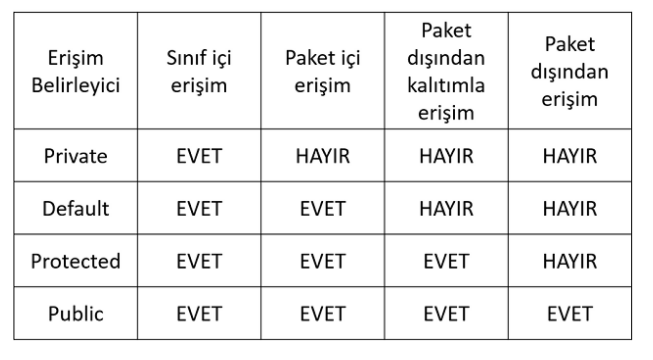 Erişim
Belirleyici
Sınıf içi
erişim
Paket içi
erişim
Paket
dışından
kalıtımla
erişim
Paket
dışından
erişim
Private EVET HAYIR HAYIR HAYIR
Default EVET EVET HAYIR HAYIR
Protected EVET EVET EVET HAYIR
Public EVET EVET EVET EVET